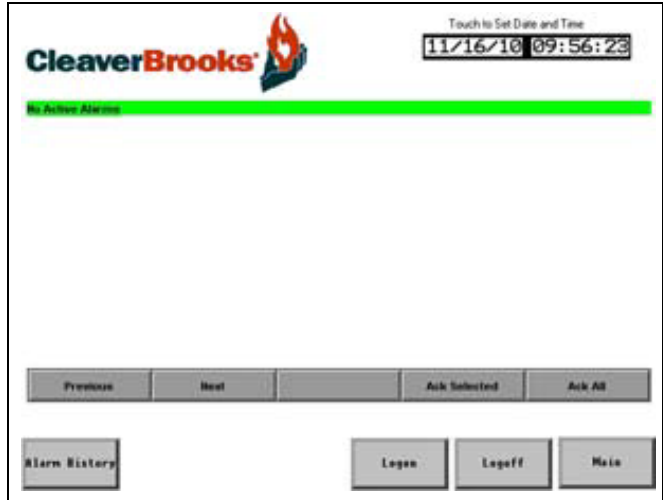 Touch to Set Date and Time
CleaverBrooks
11/16/10 09:56:23
No Active Alarms
Previous Next Ack Selected Ack All
Alarm History Logon Logoff Main